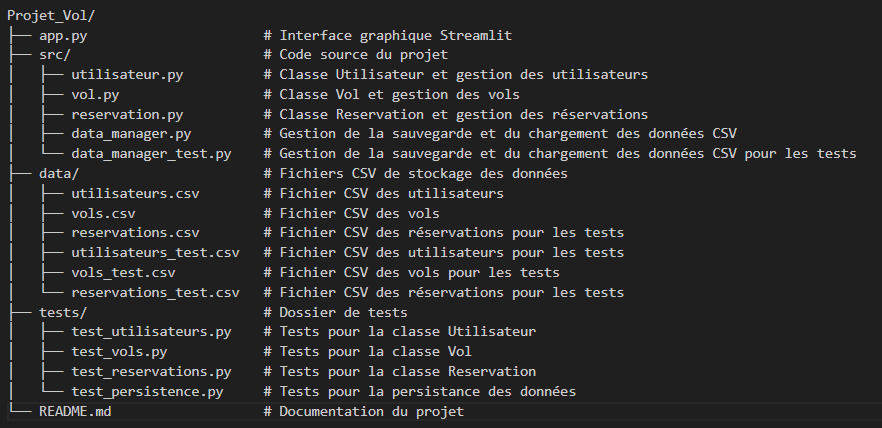 Projet_Vol/
├── app.py                      # Interface graphique Streamlit
├── src/                        # Code source du projet
│   ├── utilisateur.py          # Classe Utilisateur et gestion des utilisateurs
│   ├── vol.py                  # Classe Vol et gestion des vols
│   ├── reservation.py          # Classe Reservation et gestion des réservations
│   ├── data_manager.py         # Gestion de la sauvegarde et du chargement des données CSV
│   └── data_manager_test.py    # Gestion de la sauvegarde et du chargement des données CSV pour les tests
├── data/                       # Fichiers CSV de stockage des données
│   ├── utilisateurs.csv        # Fichier CSV des utilisateurs
│   ├── vols.csv                # Fichier CSV des vols
│   ├── reservations.csv        # Fichier CSV des réservations pour les tests
│   ├── utilisateurs_test.csv   # Fichier CSV des utilisateurs pour les tests
│   ├── vols_test.csv           # Fichier CSV des vols pour les tests
│   └── reservations_test.csv   # Fichier CSV des réservations pour les tests
├── tests/                      # Dossier de tests
│   ├── test_utilisateurs.py    # Tests pour la classe Utilisateur
│   ├── test_vols.py            # Tests pour la classe Vol
│   ├── test_reservations.py    # Tests pour la classe Reservation
│   └── test_persistence.py     # Tests pour la persistance des données
└── README.md                   # Documentation du projet